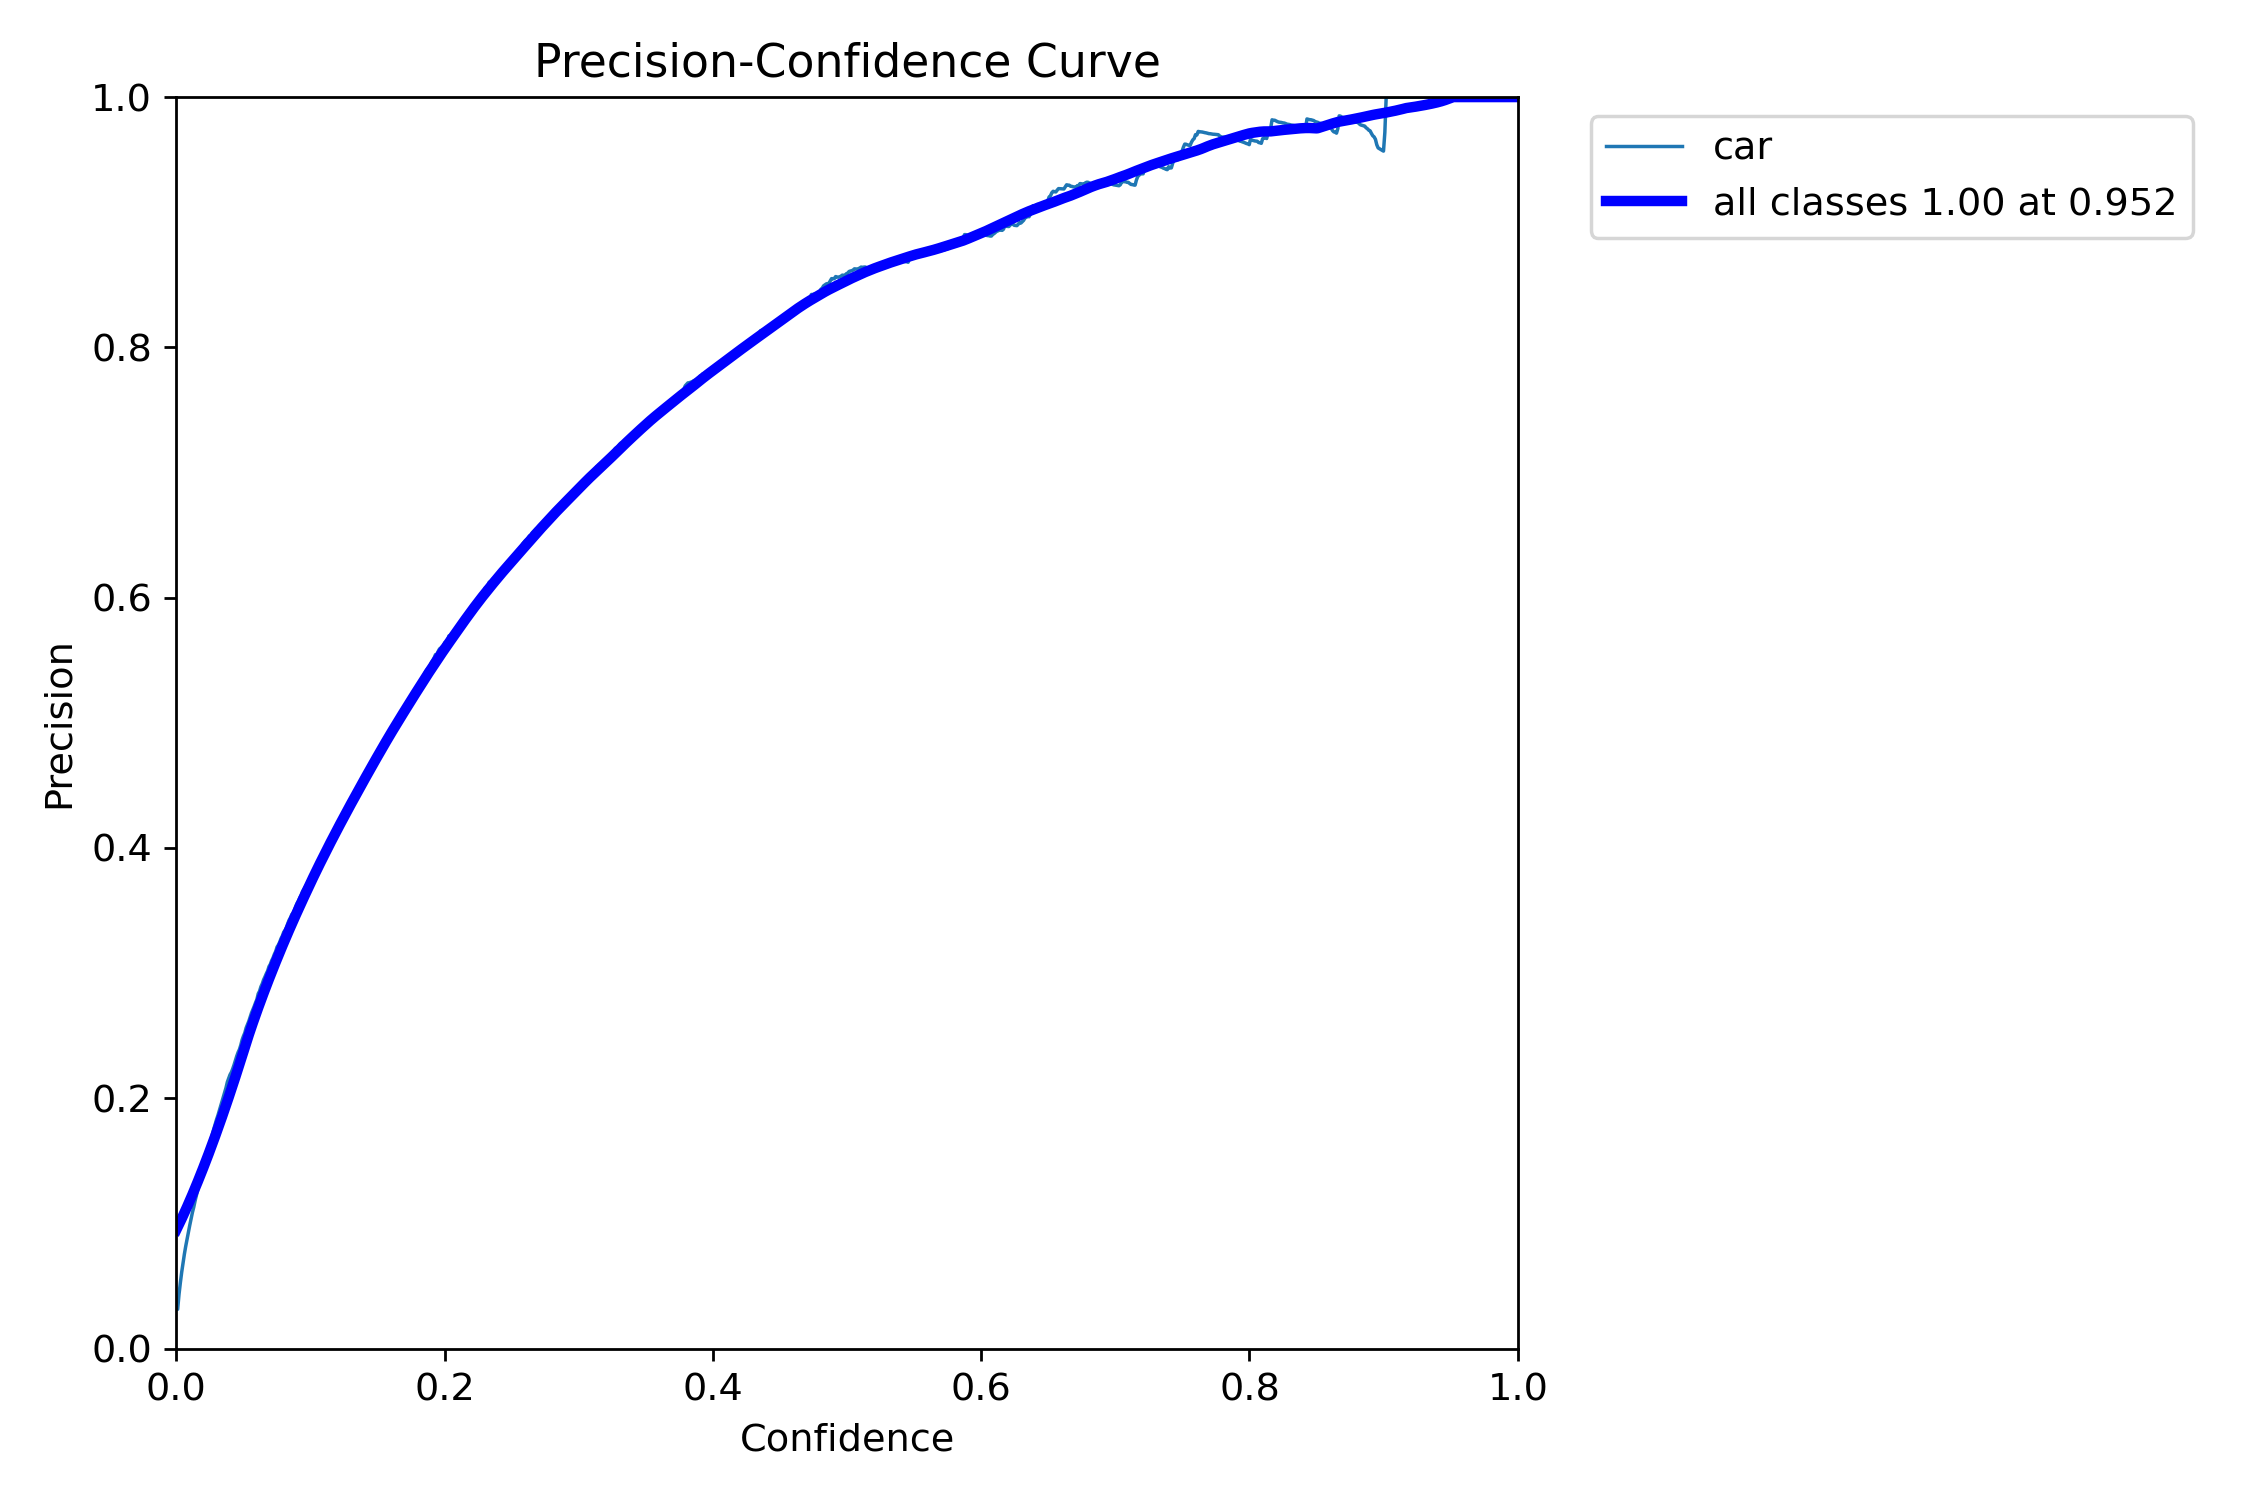 Precision-Confidence Curve
1.0
0.8
0.6
0.4
0.2
0.0
Precision
0.0 0.2 0.4 0.6 0.8 1.0
Confidence
car
all classes 1.00 at 0.952